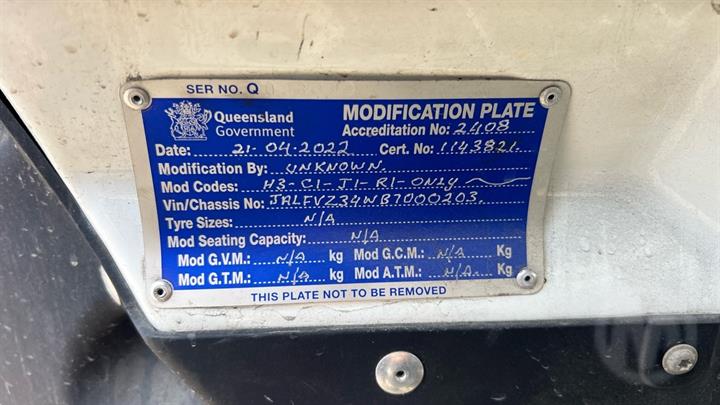 SER NO. Q
Queensland
Government
MODIFICATION PLATE
Accreditation No: 2408
Date: 21-04-2022 Cert. No: 1143821
Modification By: UNKNOWN.
Mod Codes: H3-C1-J1-R1-ONLY
Vin/Chassis No: JALFVZ34WB7000203.
Tyre Sizes: N/A
Mod Seating Capacity: N/A
Mod G.V.M.: N/A kg Mod G.C.M.: N/A Kg
Mod G.T.M.: N/A kg Mod A.T.M.: N/A Kg
THIS PLATE NOT TO BE REMOVED